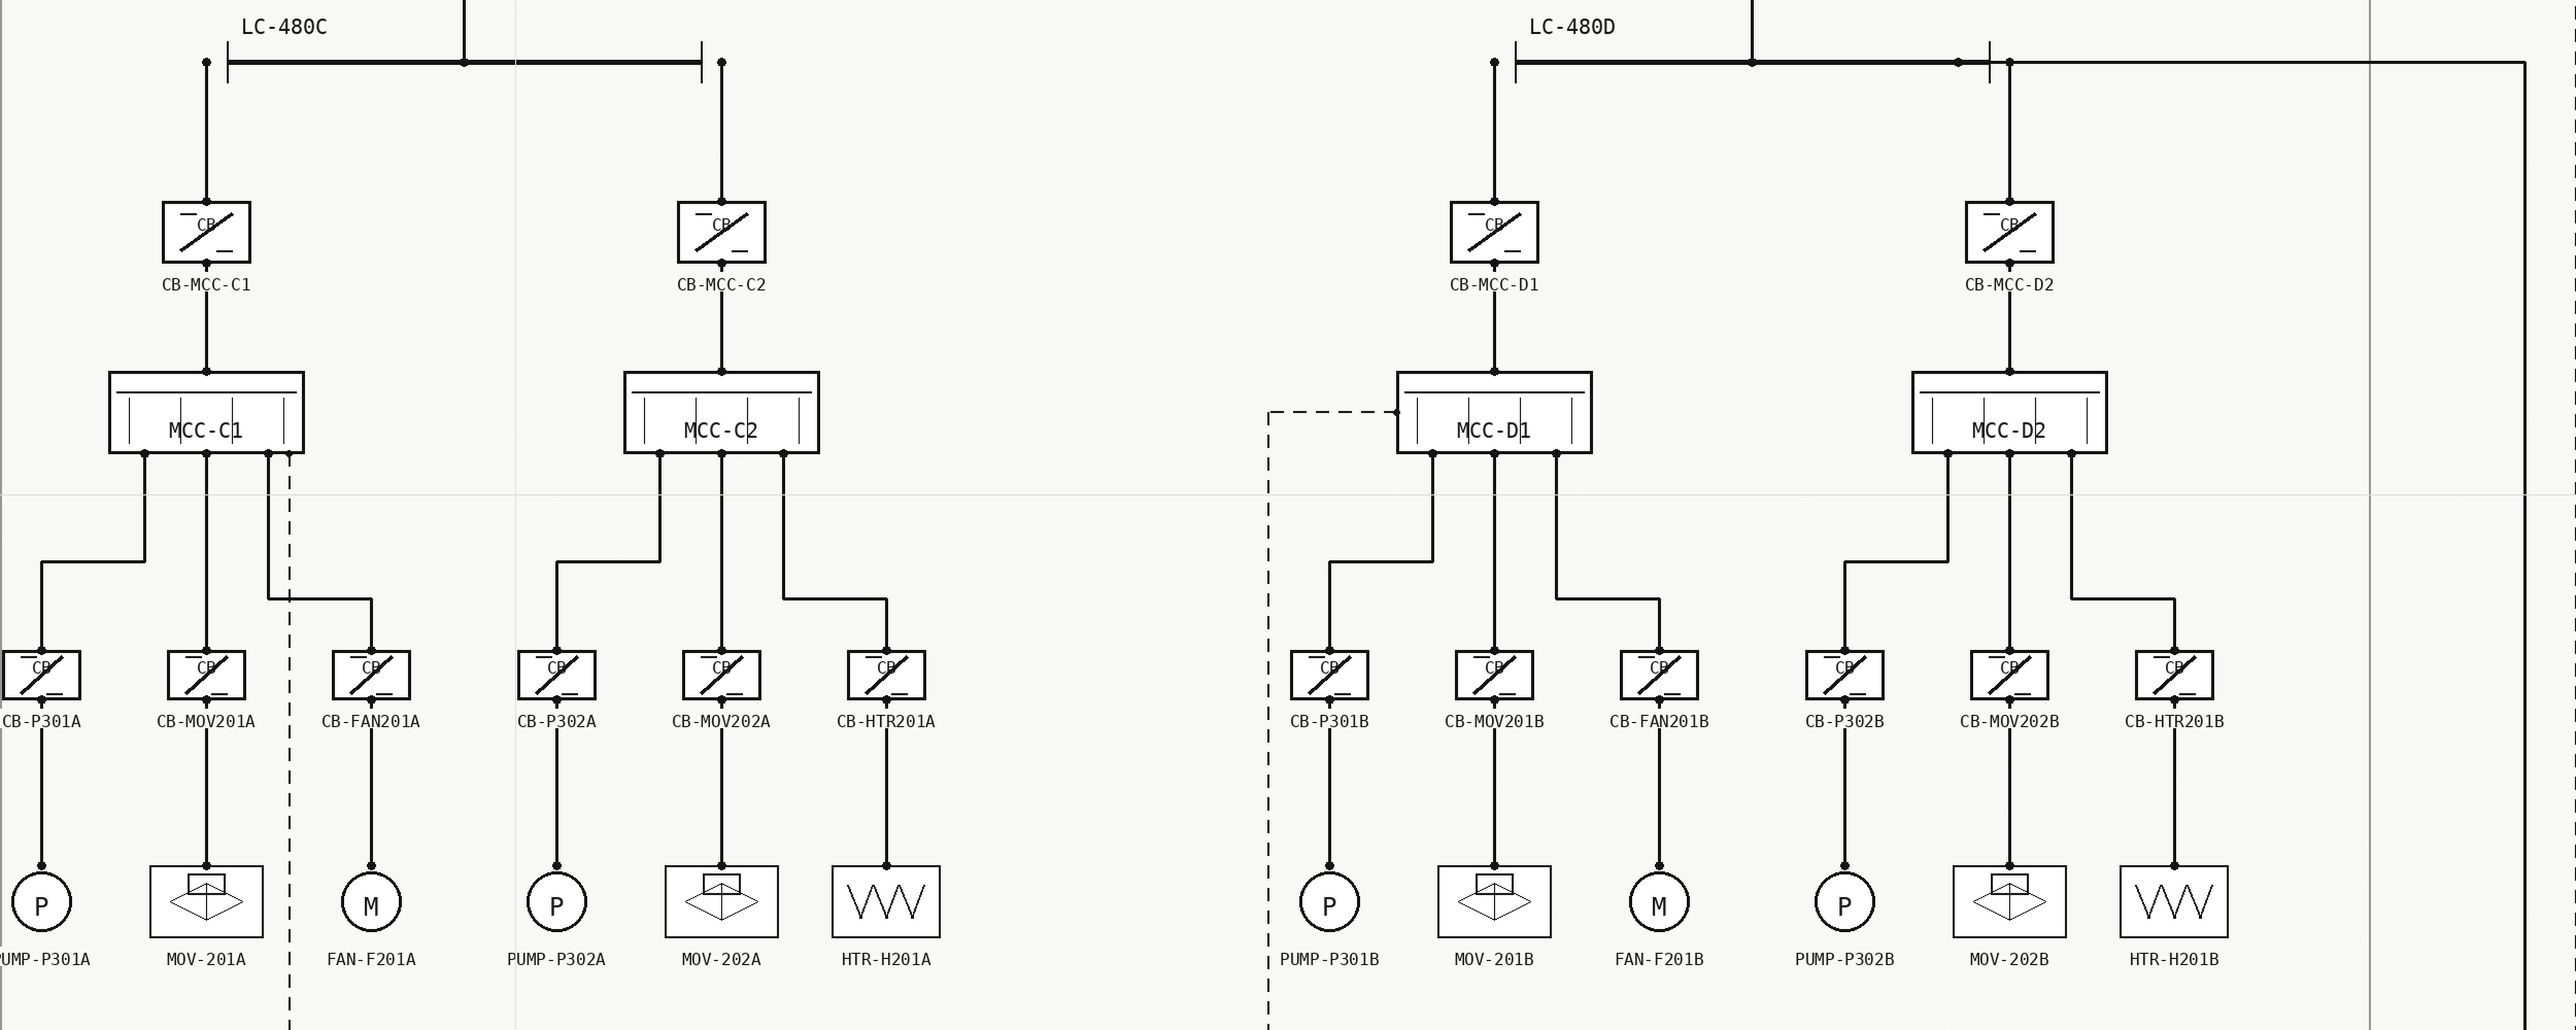 LC-480C
LC-480D
CB
CB
CB
CB
CB-MCC-C1
CB-MCC-C2
CB-MCC-D1
CB-MCC-D2
MCC-C1
MCC-C2
MCC-D1
MCC-D2
CB
CB
CB
CB
CB
CB
CB
CB
CB
CB
CB
CB
CB-P301A
CB-MOV201A
CB-FAN201A
CB-P302A
CB-MOV202A
CB-HTR201A
CB-P301B
CB-MOV201B
CB-FAN201B
CB-P302B
CB-MOV202B
CB-HTR201B
P
M
P
P
M
P
UMP-P301A
MOV-201A
FAN-F201A
PUMP-P302A
MOV-202A
HTR-H201A
PUMP-P301B
MOV-201B
FAN-F201B
PUMP-P302B
MOV-202B
HTR-H201B